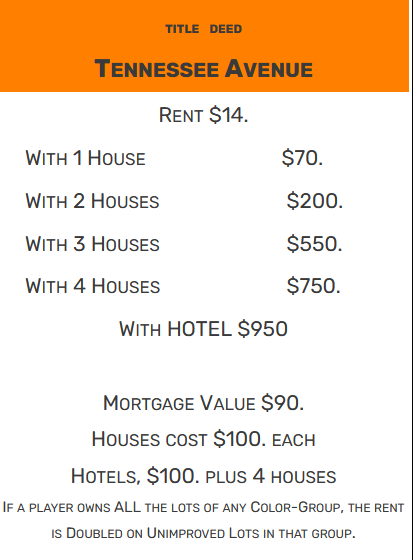 TITLE DEED
TENNESSEE AVENUE
RENT $14.
WITH 1 HOUSE $70.
WITH 2 HOUSES $200.
WITH 3 HOUSES $550.
WITH 4 HOUSES $750.
WITH HOTEL $950
MORTGAGE VALUE $90.
HOUSES COST $100. EACH
HOTELS, $100. PLUS 4 HOUSES
IF A PLAYER OWNS ALL THE LOTS OF ANY COLOR-GROUP, THE RENT
IS DOUBLED ON UNIMPROVED LOTS IN THAT GROUP.